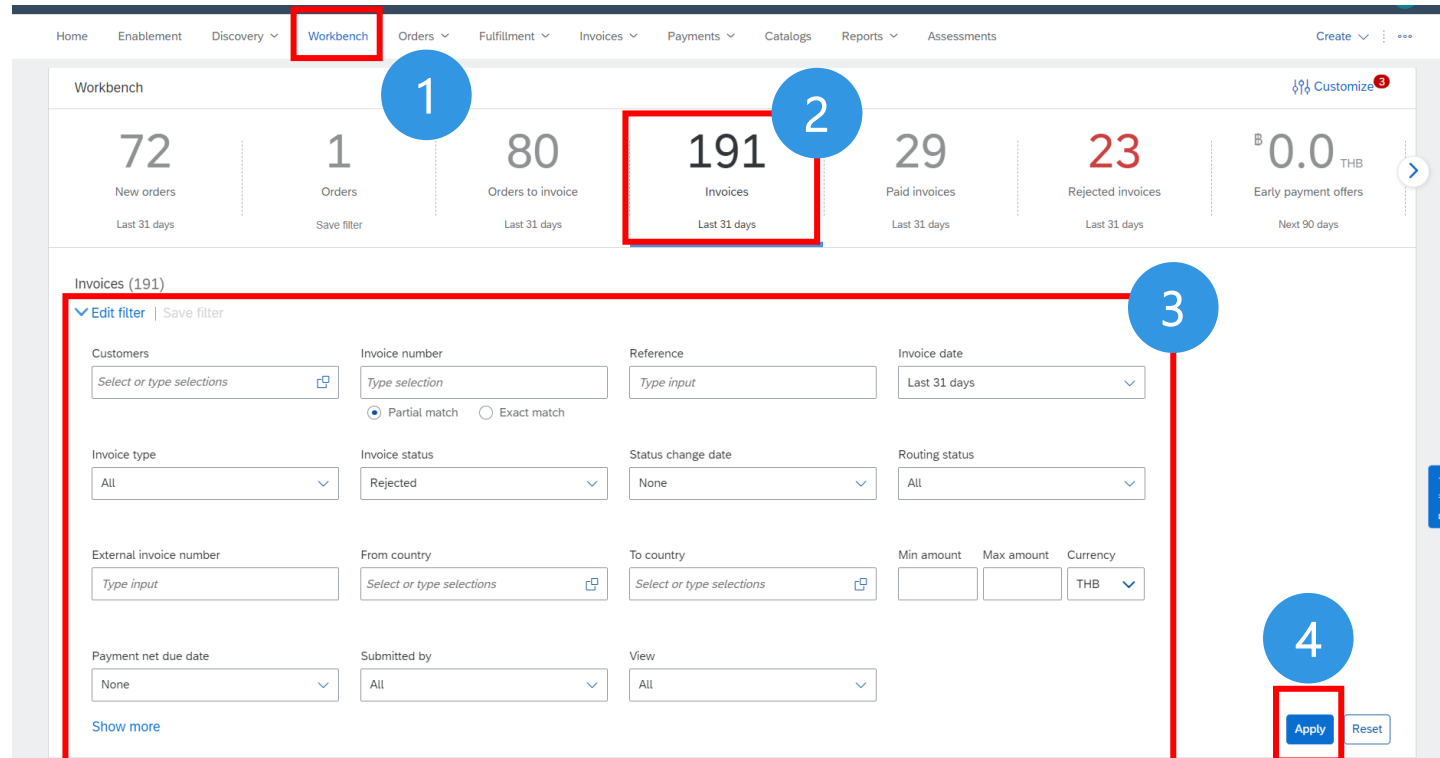 Home Enablement Discovery Workbench Orders Fulfillment Invoices Payments Catalogs Reports Assessments Create
Workbench
1
2
Customize 3
72 1 80 191 29 23 ฿ 0.0 THB
New orders Orders Orders to invoice Invoices Paid invoices Rejected invoices Early payment offers
Last 31 days Save filter Last 31 days Last 31 days Last 31 days Last 31 days Next 90 days
Invoices (191)
3
Edit filter | Save filter
Customers Invoice number Reference Invoice date
Select or type selections Type selection Type input Last 31 days
Partial match Exact match
Invoice type Invoice status Status change date Routing status
All Rejected None All
External invoice number From country To country Min amount Max amount Currency
Type input Select or type selections Select or type selections THB
4
Payment net due date Submitted by View
None All All
Show more Apply Reset